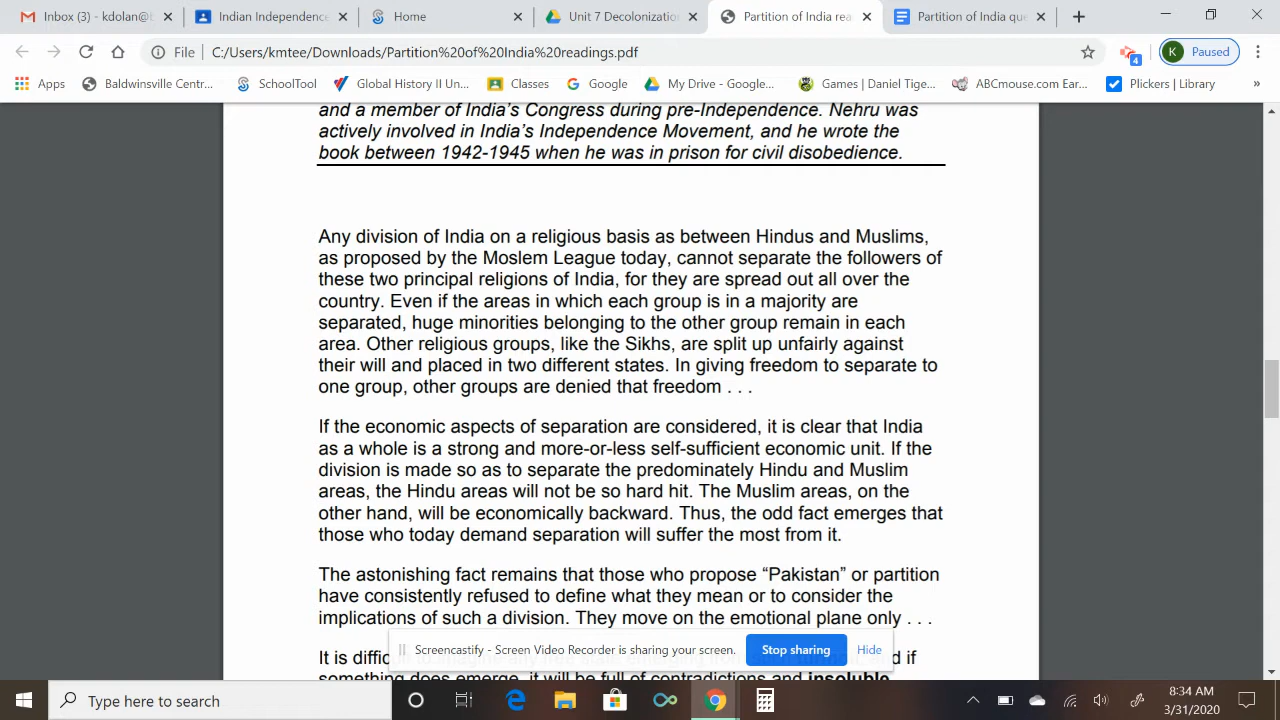 Inbox (3) - kdolan@b
Indian Independence
Home
Unit 7 Decolonizatio
Partition of India rea
Partition of India que
File C:/Users/kmtee/Downloads/Partition%20of%20India%20readings.pdf
4
K Paused
Apps
Baldwinsville Centr...
SchoolTool
Global History II Un...
Classes
Google
My Drive - Google...
Games | Daniel Tige...
ABCmouse.com Ear...
Plickers | Library
»
and a member of India's Congress during pre-Independence. Nehru was
actively involved in India's Independence Movement, and he wrote the
book between 1942-1945 when he was in prison for civil disobedience.
Any division of India on a religious basis as between Hindus and Muslims,
as proposed by the Moslem League today, cannot separate the followers of
these two principal religions of India, for they are spread out all over the
country. Even if the areas in which each group is in a majority are
separated, huge minorities belonging to the other group remain in each
area. Other religious groups, like the Sikhs, are split up unfairly against
their will and placed in two different states. In giving freedom to separate to
one group, other groups are denied that freedom . . .
If the economic aspects of separation are considered, it is clear that India
as a whole is a strong and more-or-less self-sufficient economic unit. If the
division is made so as to separate the predominately Hindu and Muslim
areas, the Hindu areas will not be so hard hit. The Muslim areas, on the
other hand, will be economically backward. Thus, the odd fact emerges that
those who today demand separation will suffer the most from it.
The astonishing fact remains that those who propose “Pakistan” or partition
have consistently refused to define what they mean or to consider the
implications of such a division. They move on the emotional plane only . . .
Screencastify - Screen Video Recorder is sharing your screen.
Stop sharing
Hide
It is diffic if
something does emerge, it will be full of contradictions and insoluble
Type here to search
8:34 AM
3/31/2020